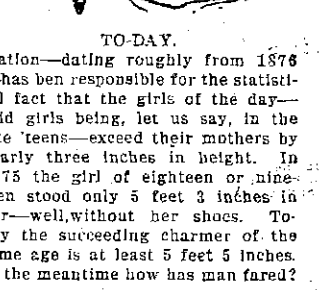 TO-DAY.
ation—dating roughly from 1876
has ben responsible for the statisti-
l fact that the girls of the day—
id girls being, let us say, in the
te 'teens—exceed their mothers by
arly three inches in height. In
75 the girl of eighteen or nine-
en stood only 5 feet 3 inches in
r—well,without her shoes. To-
y the succeeding charmer of the
me age is at least 5 feet 5 inches.
the meantime how has man fared?